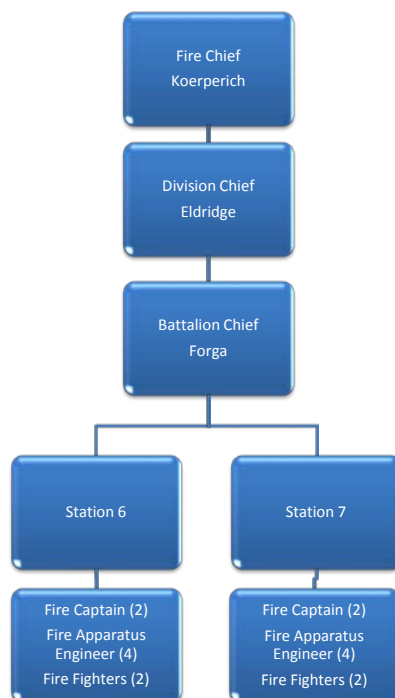 Fire Chief
Koerperich
Division Chief
Eldridge
Battalion Chief
Forga
Station 6
Station 7
Fire Captain (2)
Fire Apparatus
Engineer (4)
Fire Fighters (2)
Fire Captain (2)
Fire Apparatus
Engineer (4)
Fire Fighters (2)